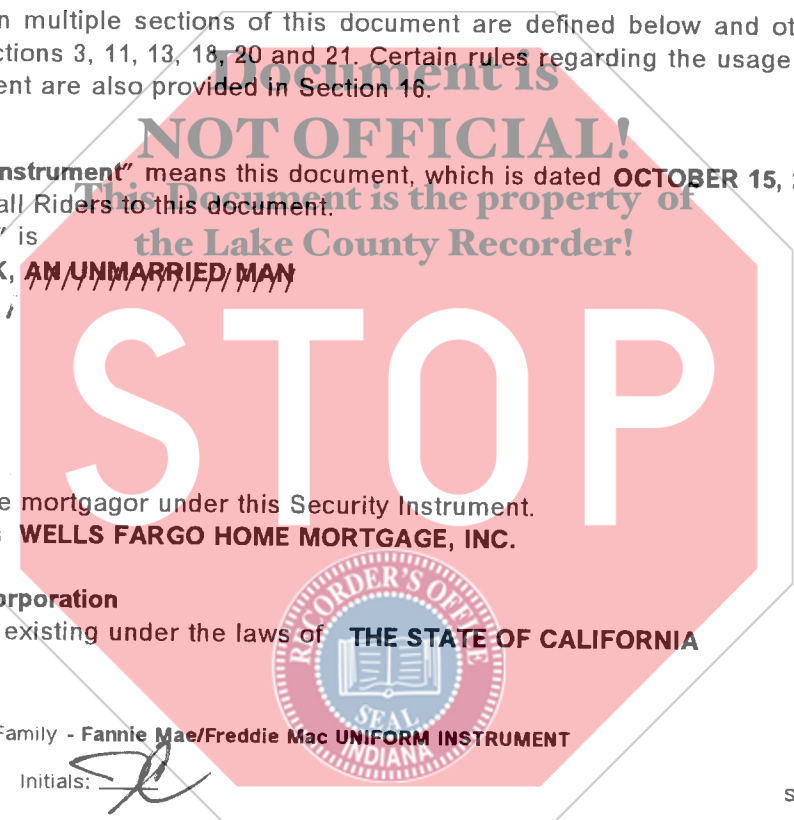 n multiple sections of this document are defined below and ot
ctions 3, 11, 13, 18, 20 and 21. Certain rules regarding the usage
Document is
ent are also provided in Section 16.
NOT OFFICIAL!
nstrument" means this document, which is dated OCTOBER 15,
This Document is the property of
all Riders to this document.
" is
the Lake County Recorder!
K, AN UNMARRIED MAN
STOP
e mortgagor under this Security Instrument.
WELLS FARGO HOME MORTGAGE, INC.
orporation
existing under the laws of THE STATE OF CALIFORNIA
RECORDER'S OFFICE
SEAL
INDIANA
Family - Fannie Mae/Freddie Mac UNIFORM INSTRUMENT
Initials:
S